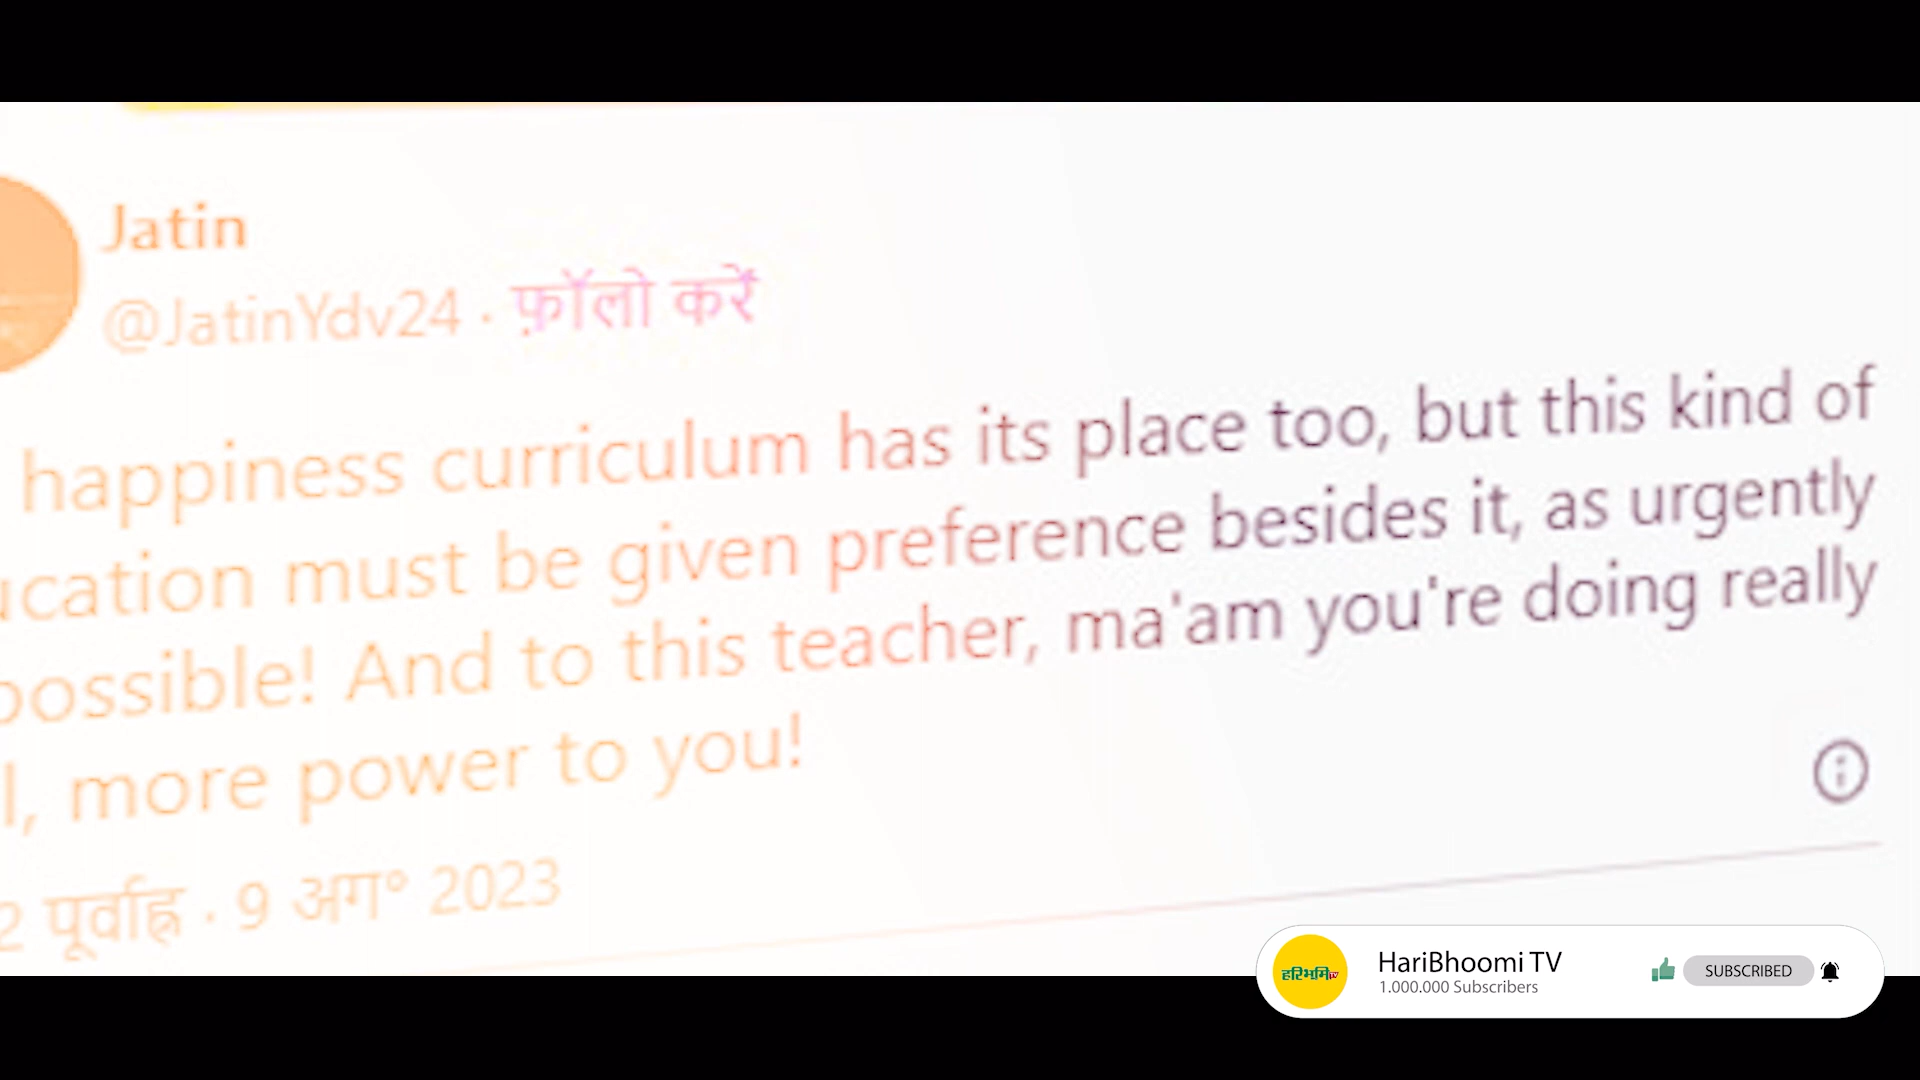 Jatin
@JatinYdv24 · फ़ॉलो करें
happiness curriculum has its place too, but this kind of
ucation must be given preference besides it, as urgently
possible! And to this teacher, ma'am you're doing really
l, more power to you!
2 पूर्वाह्न · 9 अग॰ 2023
हरिभूमि TV
HariBhoomi TV
1.000.000 Subscribers
SUBSCRIBED